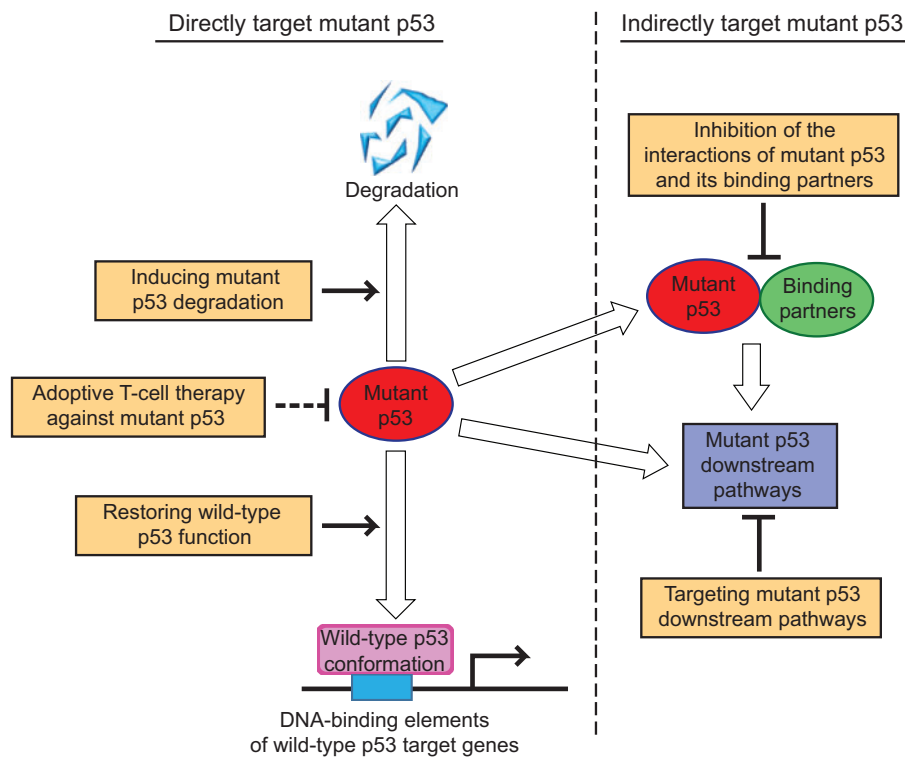 Directly target mutant p53
Degradation
Inducing mutant
p53 degradation
Adoptive T-cell therapy
against mutant p53
Mutant
p53
Restoring wild-type
p53 function
Wild-type p53
conformation
DNA-binding elements
of wild-type p53 target genes
Indirectly target mutant p53
Inhibition of the
interactions of mutant p53
and its binding partners
Mutant
p53
Binding
partners
Mutant p53
downstream
pathways
Targeting mutant p53
downstream pathways